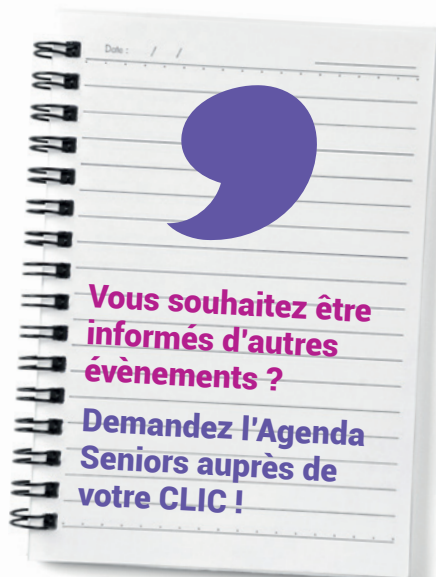 Date : / /
Vous souhaitez être
informés d'autres
évènements ?
Demandez l'Agenda
Seniors auprès de
votre CLIC !